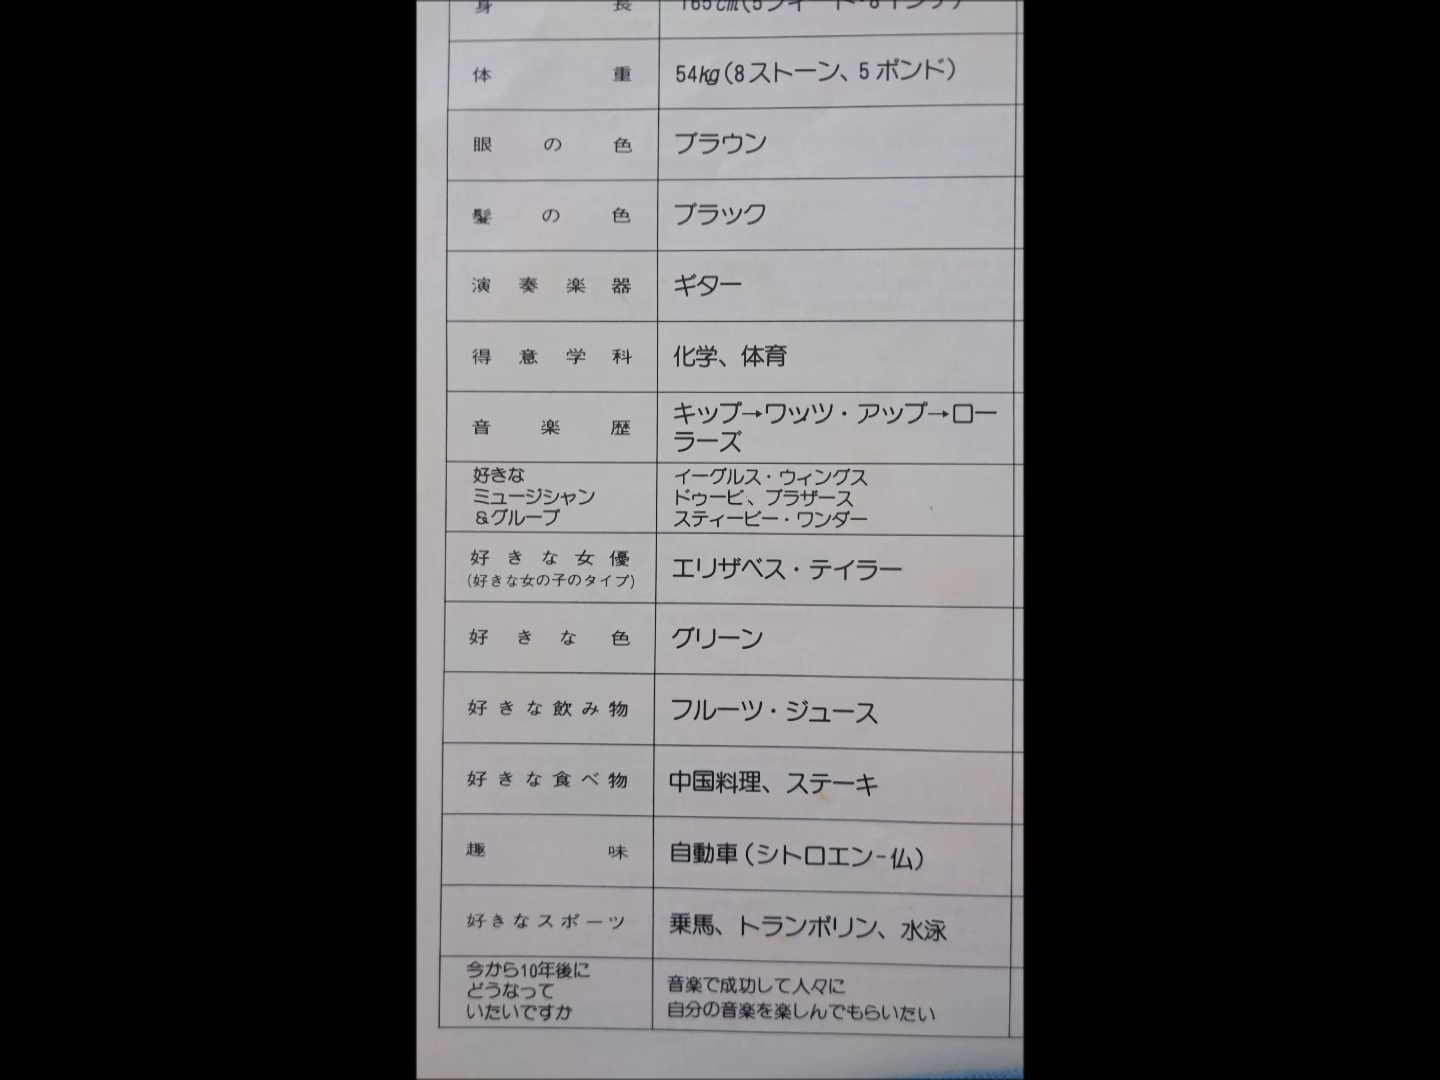 身長 165cm(5フィート・
体重 54kg(8ストーン、5ポンド)
眼の色 ブラウン
髪の色 ブラック
演奏楽器 ギター
得意学科 化学、体育
音楽歴 キップ→ワッツ・アップ→ロー
ラーズ
好きな
ミュージシャン
&グループ
イーグルス・ウィングス
ドゥービ、ブラザース
スティービー・ワンダー
好きな女優
(好きな女の子のタイプ)
エリザベス・テイラー
好きな色 グリーン
好きな飲み物 フルーツ・ジュース
好きな食べ物 中国料理、ステーキ
趣味 自動車(シトロエン-仏)
好きなスポーツ 乗馬、トランポリン、水泳
今から10年後に
どうなって
いたいですか
音楽で成功して人々に
自分の音楽を楽しんでもらいたい